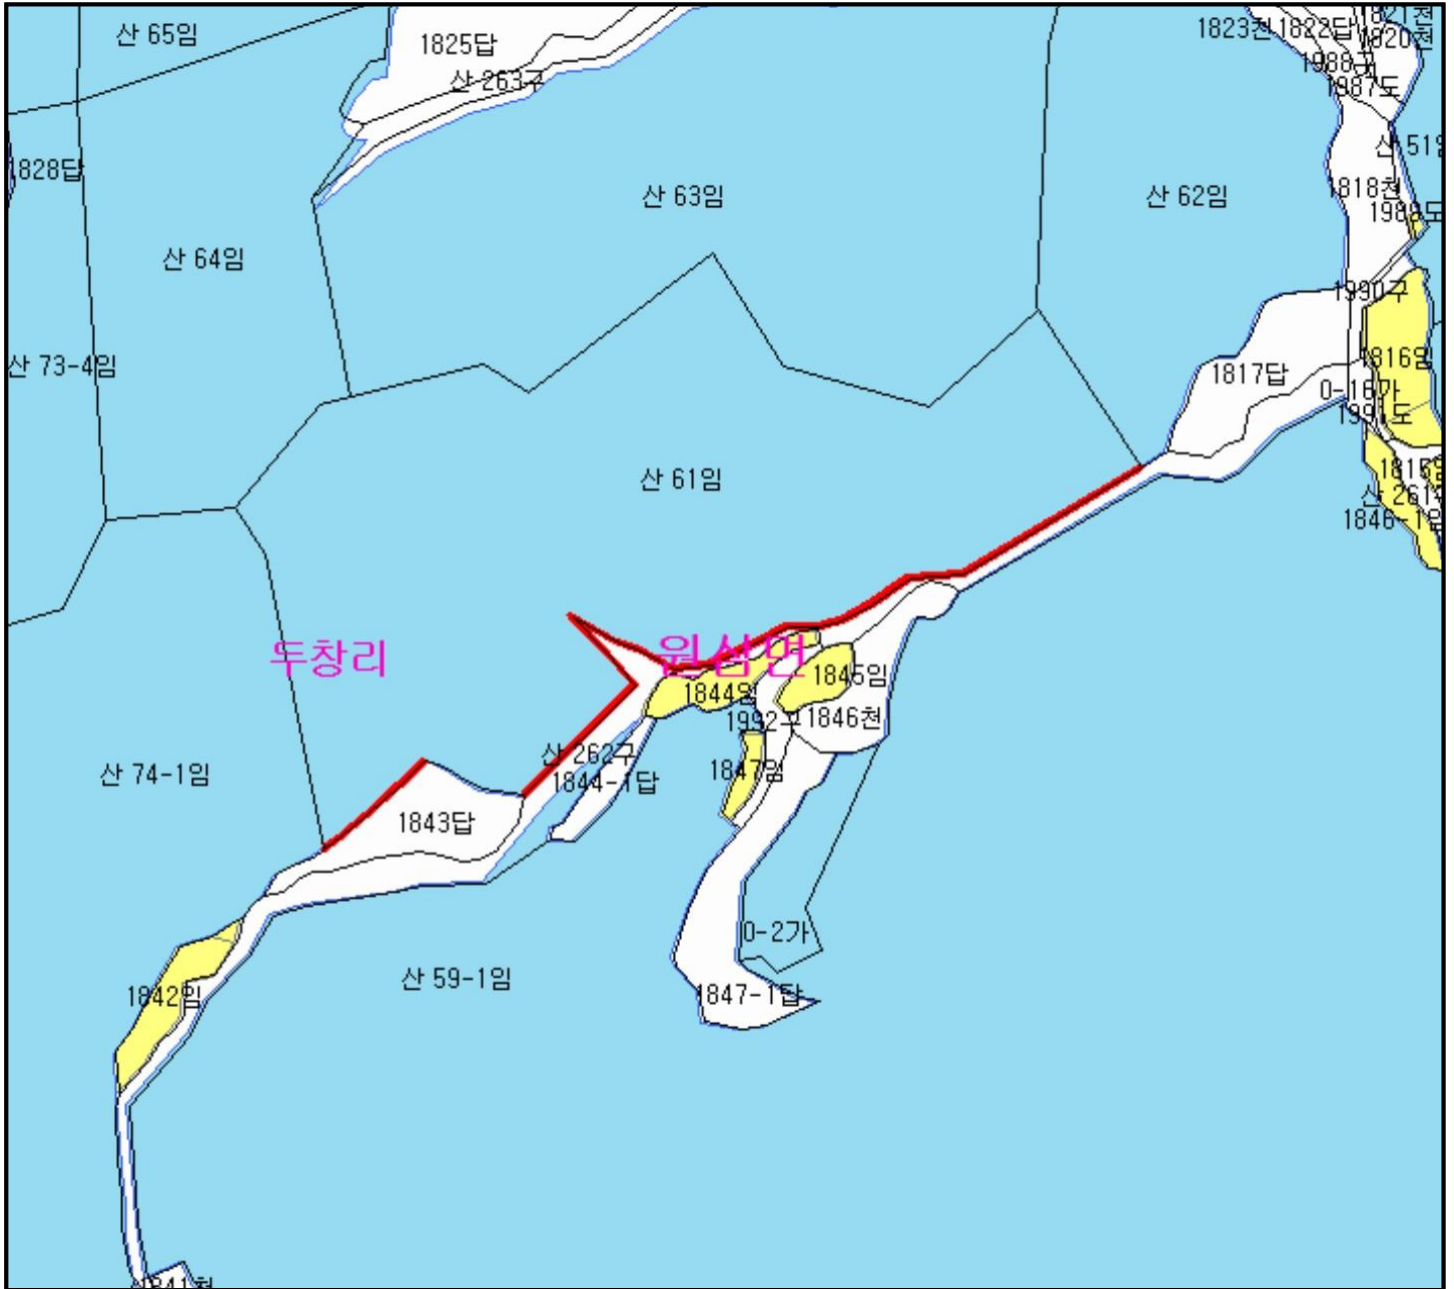 산 65임
1825답
산 263구
1823천
1822답
1820천
1988구
1987도
1828답
산 63임
산 62임
1818천
산 64임
1990구
산 73-4임
1817답
1816임
0-16가
1991도
산 61임
1846-1임
두창리
원삼면
1844임
1845임
1846천
산 262구
1844-1답
1847임
산 74-1임
1843답
0-2가
산 59-1임
1842임
1847-1답
1841천